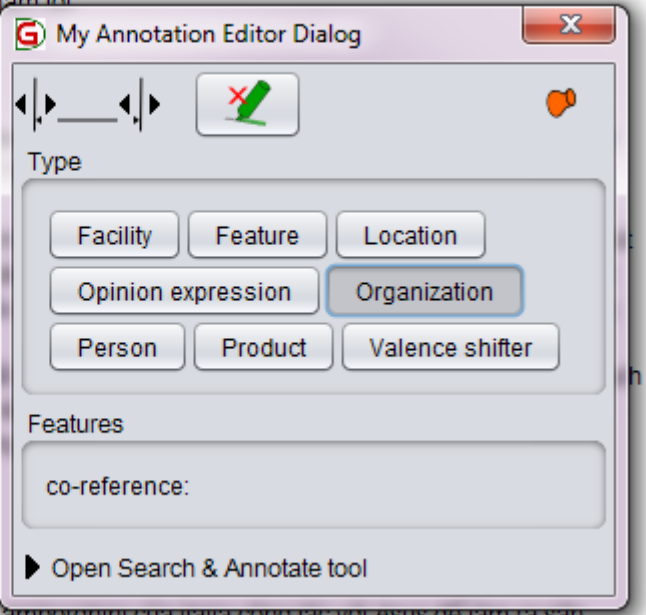 My Annotation Editor Dialog
Type
Facility Feature Location
Opinion expression Organization
Person Product Valence shifter
Features
co-reference:
Open Search & Annotate tool